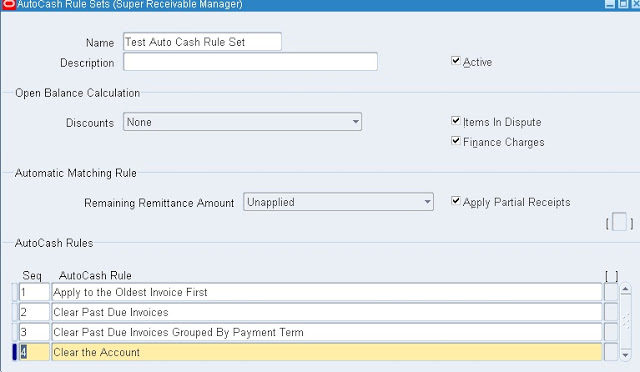 AutoCash Rule Sets (Super Receivable Manager)
Name Test Auto Cash Rule Set
Description Active
Open Balance Calculation
Discounts None Items In Dispute
Finance Charges
Automatic Matching Rule
Remaining Remittance Amount Unapplied Apply Partial Receipts
[ ]
AutoCash Rules
Seq AutoCash Rule [ ]
1 Apply to the Oldest Invoice First
2 Clear Past Due Invoices
3 Clear Past Due Invoices Grouped By Payment Term
4 Clear the Account